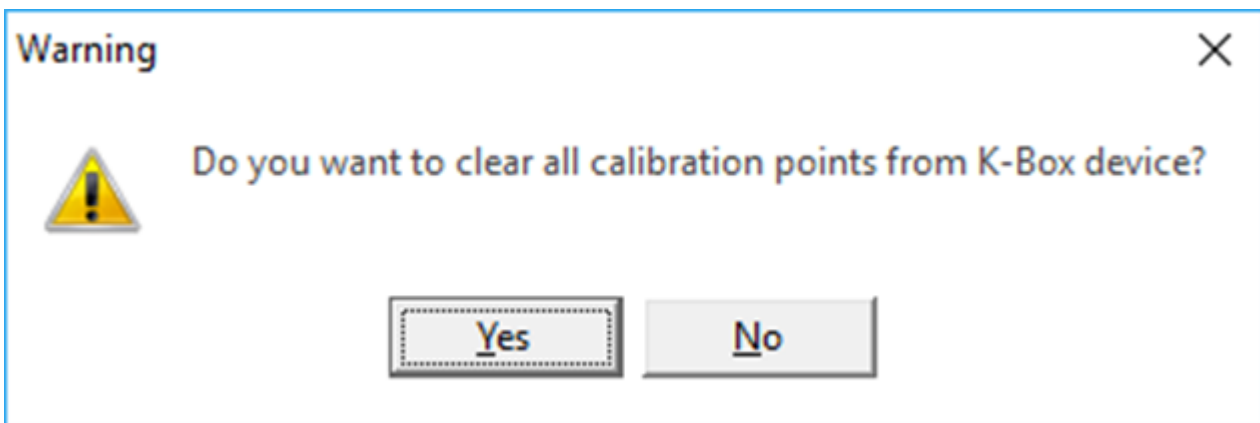 Warning
Do you want to clear all calibration points from K-Box device?
Yes
No